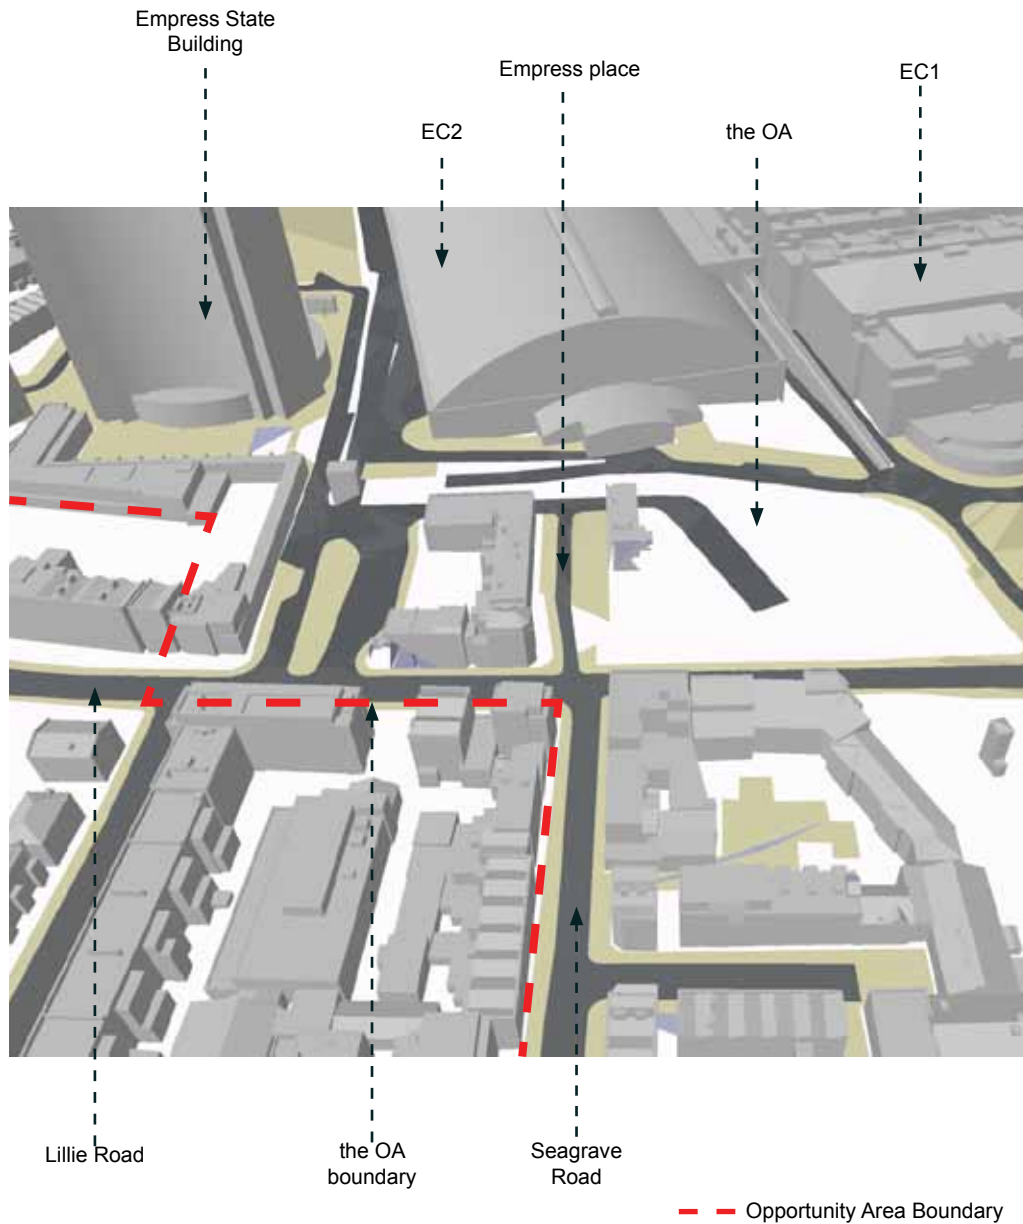 Empress State
Building
Empress place
EC1
EC2
the OA
Lillie Road
the OA
boundary
Seagrave
Road
Opportunity Area Boundary